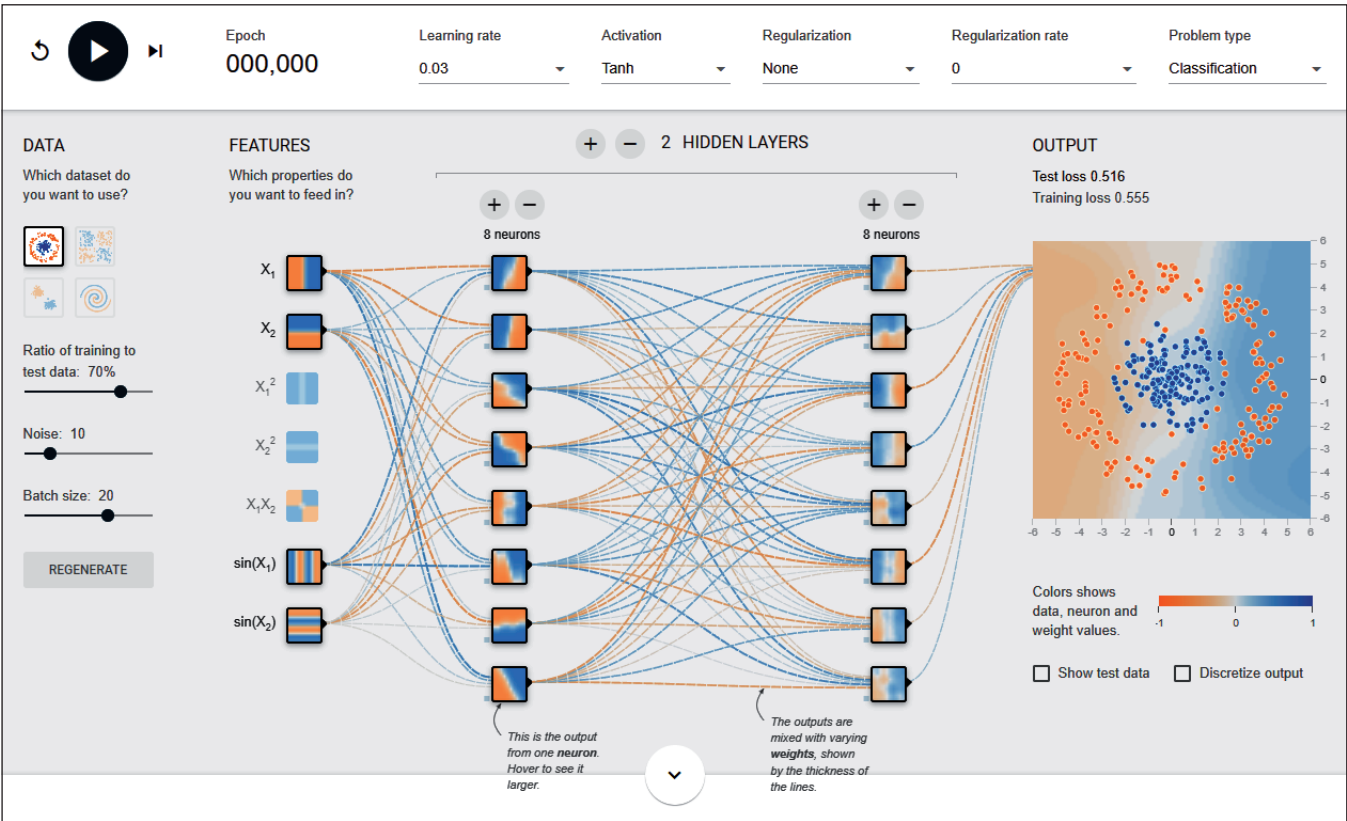 Epoch
000,000
Learning rate
0.03
Activation
Tanh
Regularization
None
Regularization rate
0
Problem type
Classification
DATA
Which dataset do
you want to use?
Ratio of training to
test data: 70%
Noise: 10
Batch size: 20
REGENERATE
FEATURES
Which properties do
you want to feed in?
X₁
X₂
X₁²
X₂²
X₁X₂
sin(X₁)
sin(X₂)
+ − 2 HIDDEN LAYERS
+ −
8 neurons
+ −
8 neurons
This is the output
from one neuron.
Hover to see it
larger.
The outputs are
mixed with varying
weights, shown
by the thickness of
the lines.
OUTPUT
Test loss 0.516
Training loss 0.555
6
5
4
3
2
1
0
-1
-2
-3
-4
-5
-6
-6 -5 -4 -3 -2 -1 0 1 2 3 4 5 6
Colors shows
data, neuron and
weight values.
-1 0 1
Show test data
Discretize output